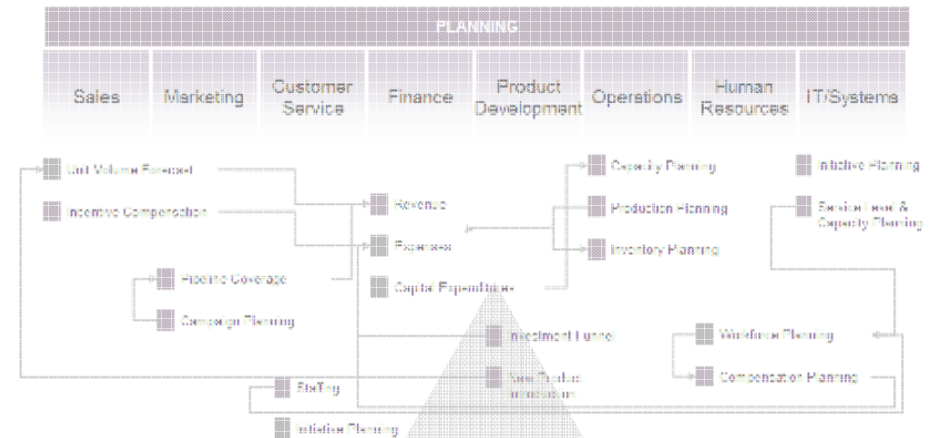 PLANNING
Sales
Marketing
Customer
Service
Finance
Product
Development
Operations
Human
Resources
IT/Systems
Unit Volume Forecast
Incentive Compensation
Pipeline Coverage
Campaign Planning
Staffing
Initiative Planning
Revenue
Expenses
Capital Expenditures
Investment Funnel
New Product
Introduction
Capacity Planning
Production Planning
Inventory Planning
Workforce Planning
Compensation Planning
Initiative Planning
Service Level &
Capacity Planning